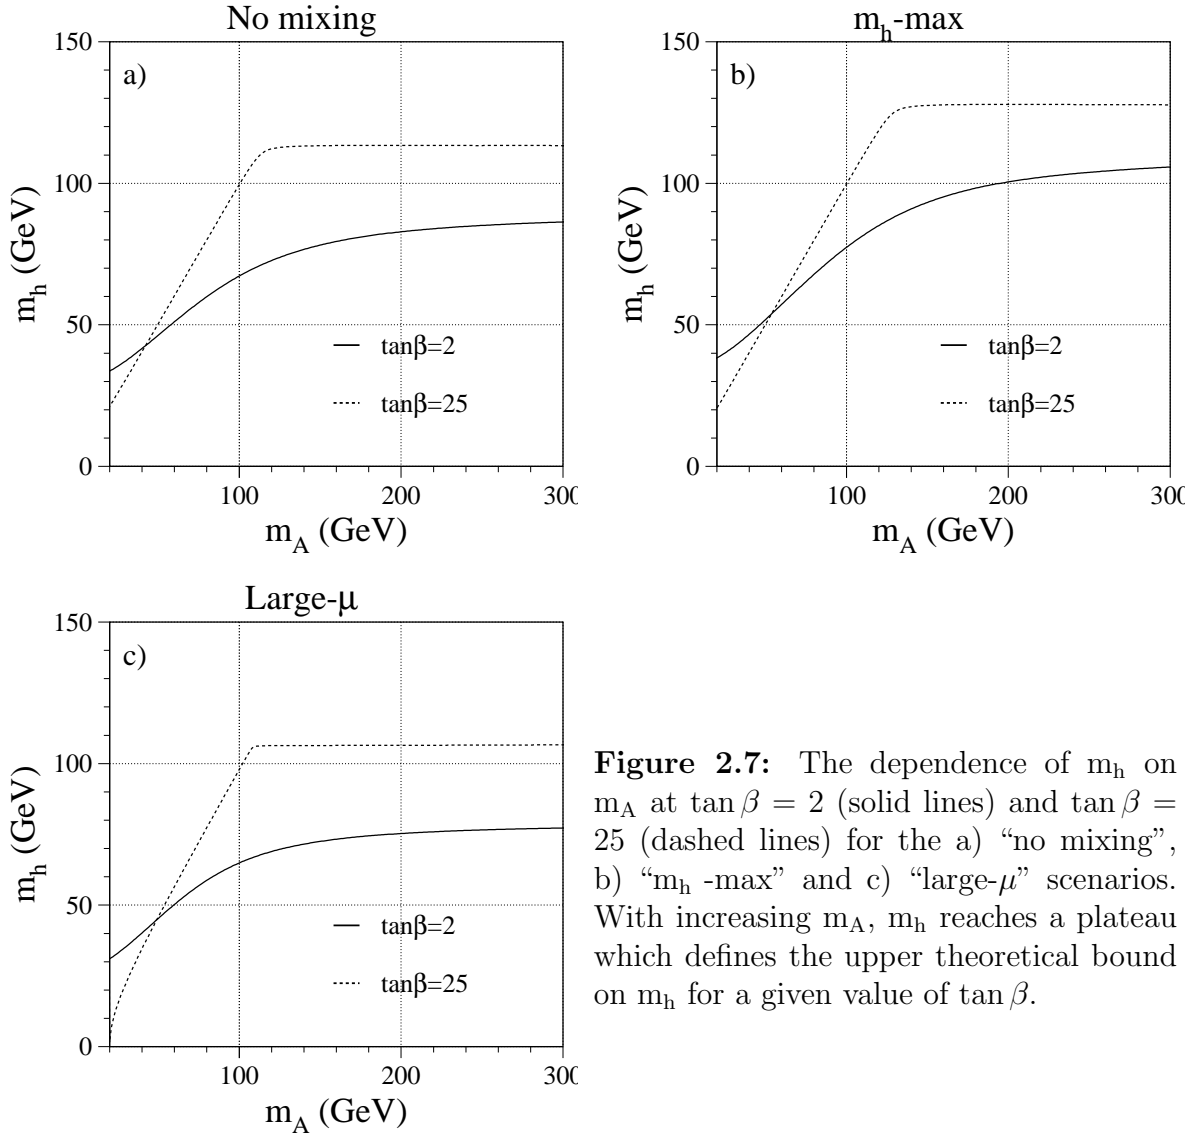 No mixing
a)
150
100
50
0
m_h (GeV)
tanβ=2
tanβ=25
100
200
300
m_A (GeV)
m_h-max
b)
150
100
50
0
m_h (GeV)
tanβ=2
tanβ=25
100
200
300
m_A (GeV)
Large-μ
c)
150
100
50
0
m_h (GeV)
tanβ=2
tanβ=25
100
200
300
m_A (GeV)
Figure 2.7: The dependence of m_h on
m_A at tan β = 2 (solid lines) and tan β =
25 (dashed lines) for the a) “no mixing”,
b) “m_h -max” and c) “large-μ” scenarios.
With increasing m_A, m_h reaches a plateau
which defines the upper theoretical bound
on m_h for a given value of tan β.